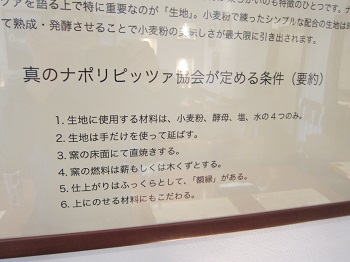 ツァを語る上で特に重要なのが「生地」。小麦粉で練ったシンプルな配合の生地は
て熟成・発酵させることで小麦粉の美味しさが最大限に引き出されます。
真のナポリピッツァ協会が定める条件（要約）
1. 生地に使用する材料は、小麦粉、酵母、塩、水の4つのみ。
2. 生地は手だけを使って延ばす。
3. 窯の床面にて直焼きする。
4. 窯の燃料は薪もしくは木くずとする。
5. 仕上がりはふっくらとして、「額縁」がある。
6. 上にのせる材料にもこだわる。